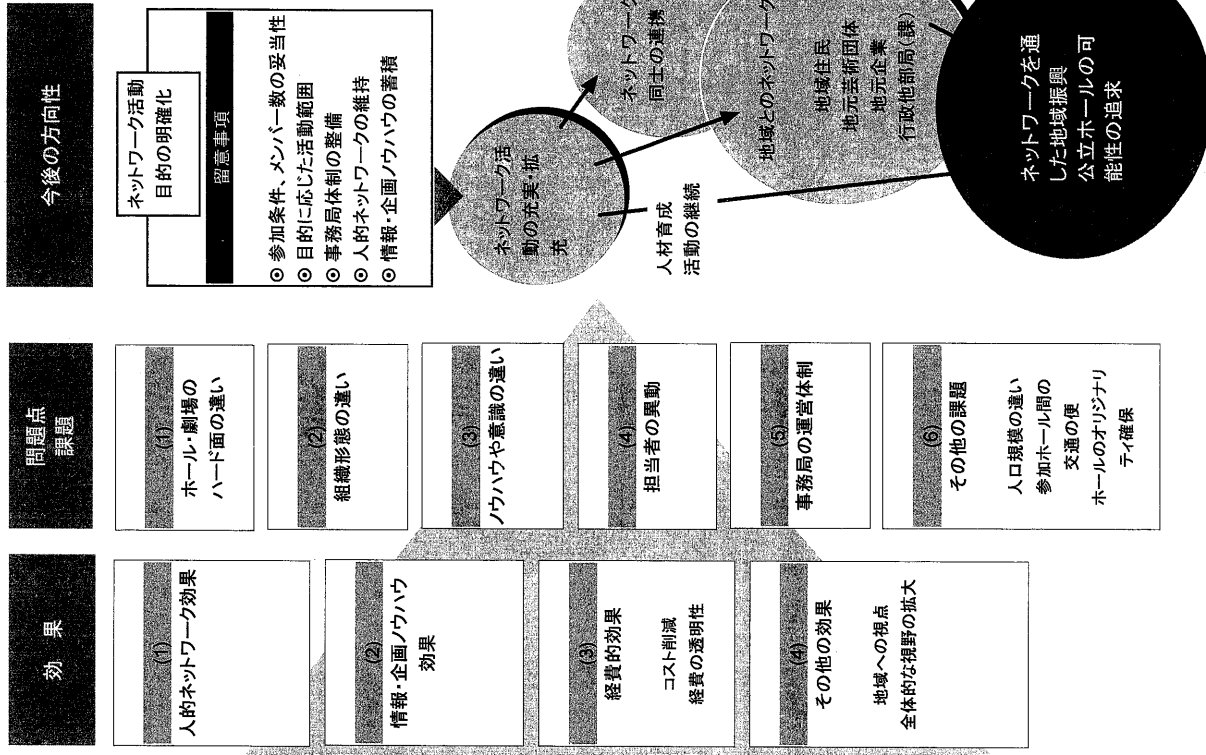 効 果
(1)
人的ネットワーク効果
(2)
情報・企画ノウハウ
効果
(3)
経費的効果
コスト削減
経費の透明性
(4)
その他の効果
地域への視点
全体的な視野の拡大
問題点
課題
(1)
ホール・劇場の
ハード面の違い
(2)
組織形態の違い
(3)
ノウハウや意識の違い
(4)
担当者の異動
(5)
事務局の運営体制
(6)
その他の課題
人口規模の違い
参加ホール間の
交通の便
ホールのオリジナリ
ティ確保
今後の方向性
ネットワーク活動
目的の明確化
留意事項
◉ 参加条件、メンバー数の妥当性
◉ 目的に応じた活動範囲
◉ 事務局体制の整備
◉ 人的ネットワークの維持
◉ 情報・企画ノウハウの蓄積
ネットワーク活
動の充実・拡
充
ネットワーク
同士の連携
人材育成
活動の継続
地域とのネットワーク
地域住民
地元芸術団体
地元企業
行政他部局(課)
ネットワークを通
した地域振興
公立ホールの可
能性の追求